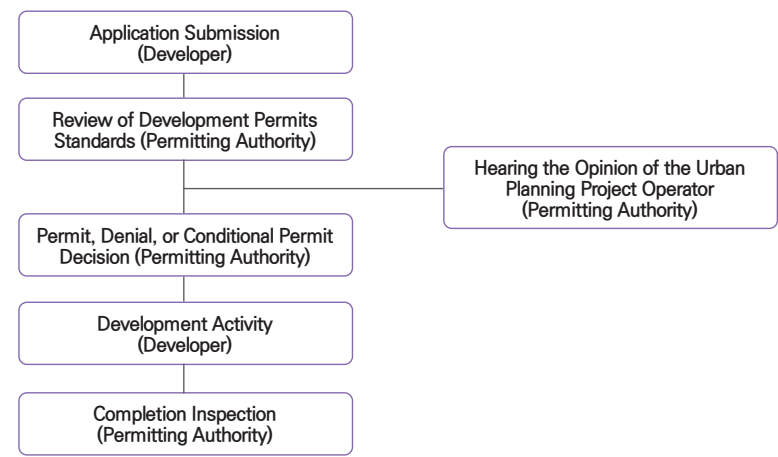 Application Submission
(Developer)
Review of Development Permits
Standards (Permitting Authority)
Hearing the Opinion of the Urban
Planning Project Operator
(Permitting Authority)
Permit, Denial, or Conditional Permit
Decision (Permitting Authority)
Development Activity
(Developer)
Completion Inspection
(Permitting Authority)